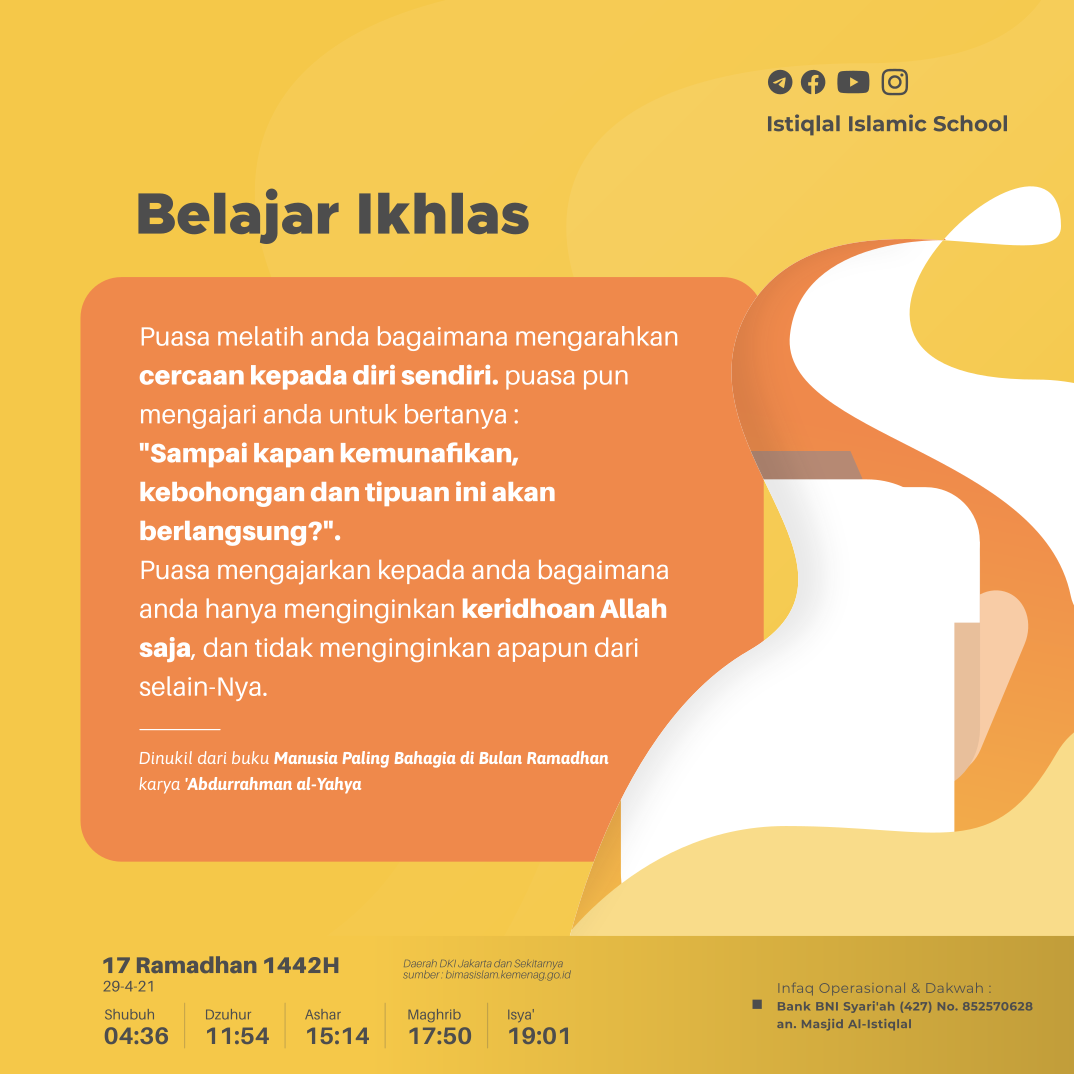 Istiqlal Islamic School
Belajar Ikhlas
Puasa melatih anda bagaimana mengarahkan
cercaan kepada diri sendiri. puasa pun
mengajari anda untuk bertanya :
"Sampai kapan kemunafikan,
kebohongan dan tipuan ini akan
berlangsung?".
Puasa mengajarkan kepada anda bagaimana
anda hanya menginginkan keridhoan Allah
saja, dan tidak menginginkan apapun dari
selain-Nya.
Dinukil dari buku Manusia Paling Bahagia di Bulan Ramadhan
karya 'Abdurrahman al-Yahya
17 Ramadhan 1442H
29-4-21
Daerah DKI Jakarta dan Sekitarnya
sumber : bimasislam.kemenag.go.id
Shubuh Dzuhur Ashar Maghrib Isya'
04:36 11:54 15:14 17:50 19:01
Infaq Operasional & Dakwah :
Bank BNI Syari'ah (427) No. 852570628
an. Masjid Al-Istiqlal